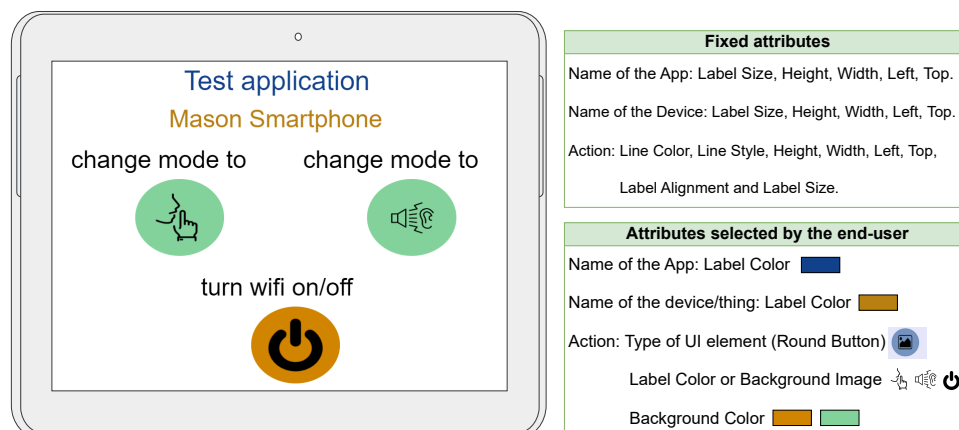 Test application
Mason Smartphone
change mode to
change mode to
turn wifi on/off
Fixed attributes
Name of the App: Label Size, Height, Width, Left, Top.
Name of the Device: Label Size, Height, Width, Left, Top.
Action: Line Color, Line Style, Height, Width, Left, Top,
Label Alignment and Label Size.
Attributes selected by the end-user
Name of the App: Label Color
Name of the device/thing: Label Color
Action: Type of UI element (Round Button)
Label Color or Background Image
Background Color